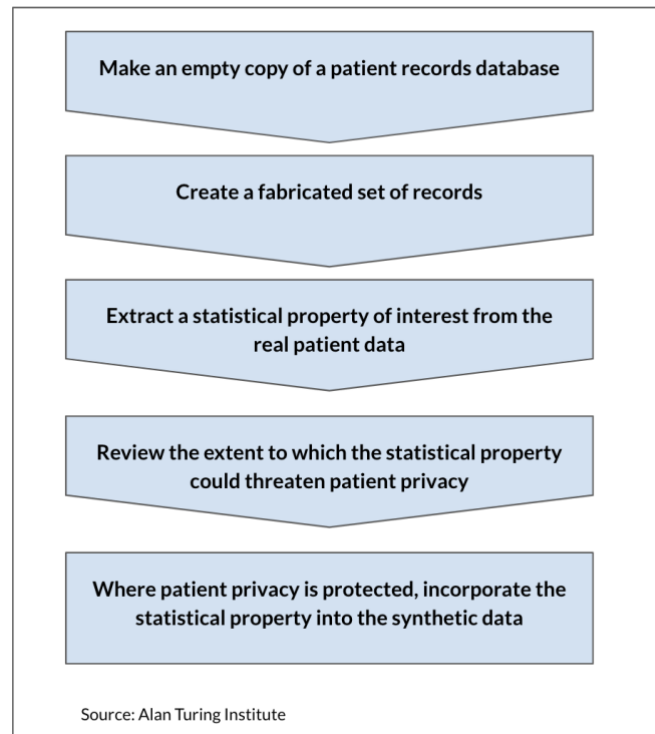 Make an empty copy of a patient records database
Create a fabricated set of records
Extract a statistical property of interest from the
real patient data
Review the extent to which the statistical property
could threaten patient privacy
Where patient privacy is protected, incorporate the
statistical property into the synthetic data
Source: Alan Turing Institute